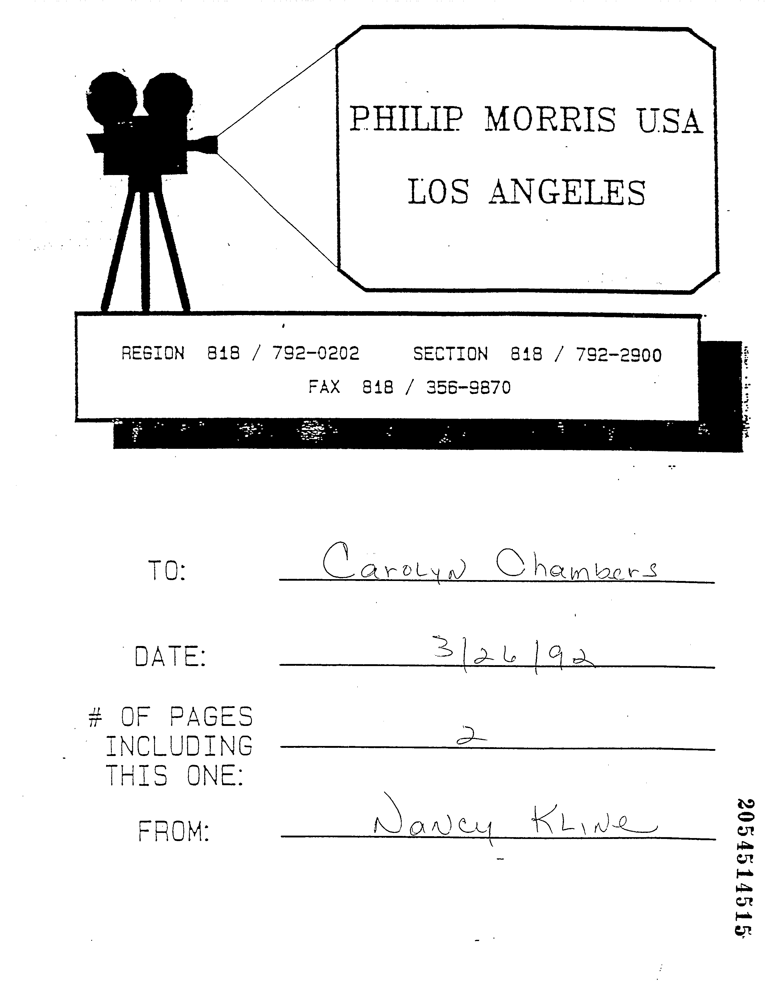 PHILIP MORRIS USA
LOS ANGELES
REGION 818 / 792-0202 SECTION 818 / 792-2900
FAX 818 / 356-9870
TO: Carolyn Chambers
DATE: 3/26/92
# OF PAGES
INCLUDING 2
THIS ONE:
FROM: Nancy Kline
2054514515